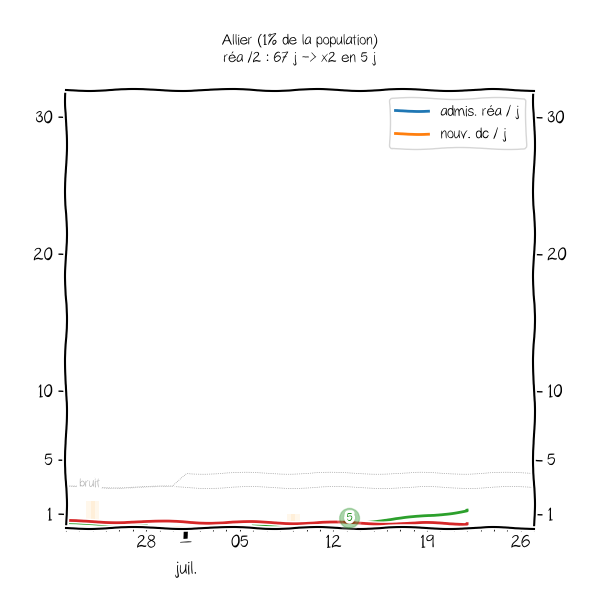 Allier (1% de la population)
réa /2 : 67 j -> x2 en 5 j
admis. réa / j
nouv. dc / j
30
30
20
20
10
10
5
5
bruit
1
1
5
28
1
05
12
19
26
juil.